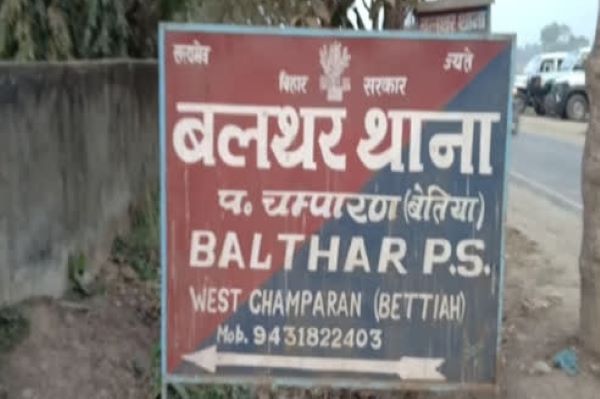 सत्यमेव जयते
बिहार सरकार
बलथर थाना
प. चम्पारण (बेतिया)
BALTHAR P.S.
WEST CHAMPARAN (BETTIAH)
Mob. 9431822403